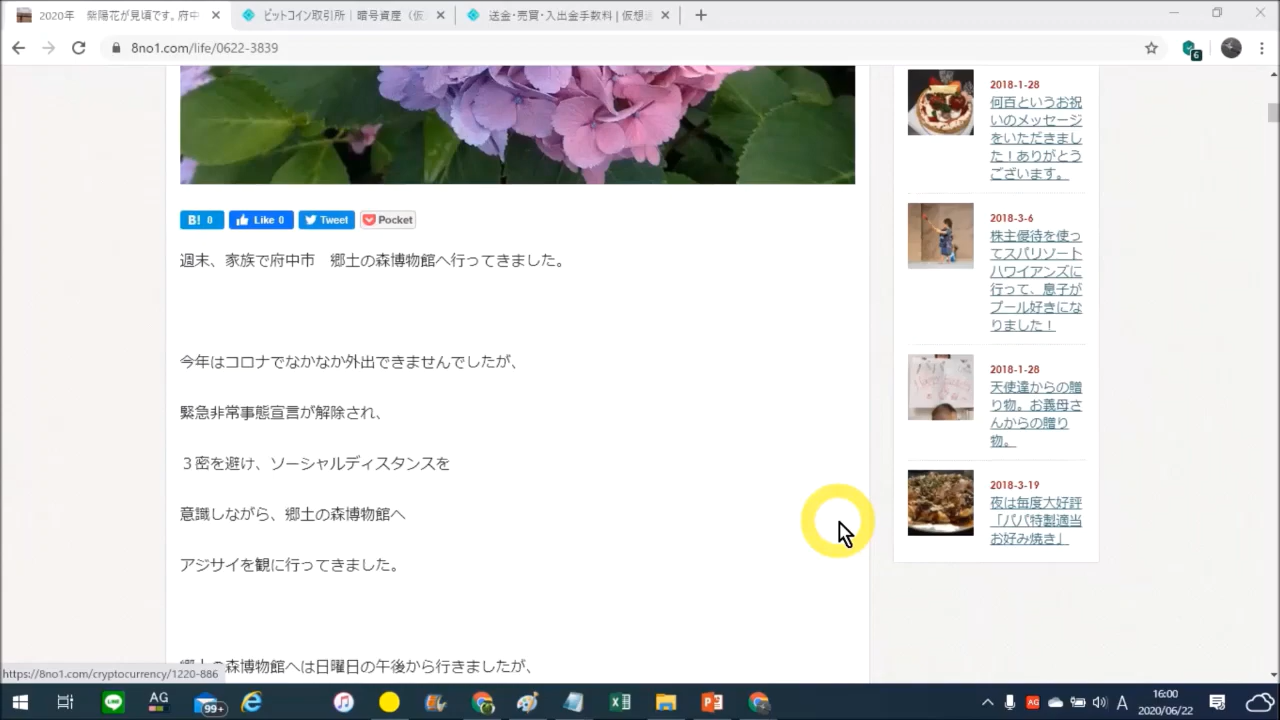 2020年　紫陽花が見頃です。府中
ビットコイン取引所｜暗号資産（仮
送金・売買・入出金手数料 | 仮想通
8no1.com/life/0622-3839
6
B! 0
Like 0
Tweet
Pocket
週末、家族で府中市　郷土の森博物館へ行ってきました。
今年はコロナでなかなか外出できませんでしたが、
緊急非常事態宣言が解除され、
３密を避け、ソーシャルディスタンスを
意識しながら、郷土の森博物館へ
アジサイを観に行ってきました。
郷土の森博物館へは日曜日の午後から行きましたが、
2018-1-28
何百というお祝
いのメッセージ
をいただきまし
た！ありがとう
ございます。
2018-3-6
株主優待を使っ
てスパリゾート
ハワイアンズに
行って、息子が
プール好きにな
りました！
2018-1-28
天使達からの贈
り物。お義母さ
んからの贈り
物。
2018-3-19
夜は毎度大好評
「パパ特製適当
お好み焼き」
https://8no1.com/cryptocurrency/1220-886
LINE
AG
99+
AG
A
16:00
2020/06/22